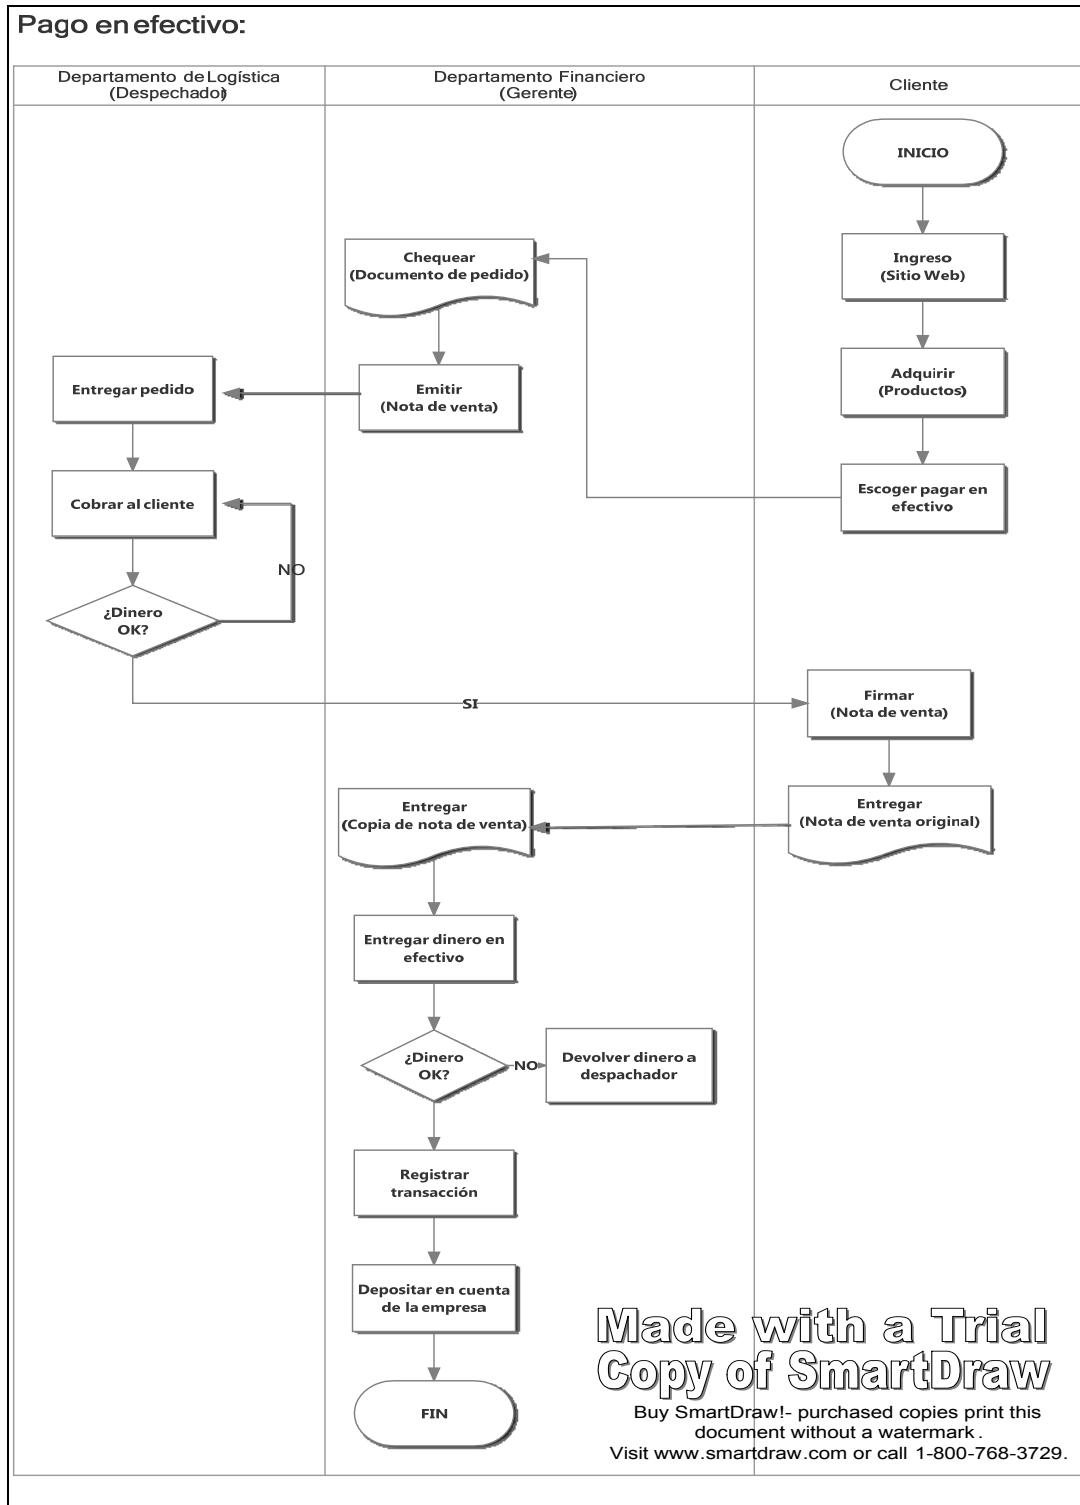 Pago en efectivo:
Departamento de Logística
(Despechador)
Departamento Financiero
(Gerente)
Cliente
INICIO
Ingreso
(Sitio Web)
Adquirir
(Productos)
Escoger pagar en
efectivo
Chequear
(Documento de pedido)
Emitir
(Nota de venta)
Entregar pedido
Cobrar al cliente
NO
¿Dinero
OK?
SI
Firmar
(Nota de venta)
Entregar
(Nota de venta original)
Entregar
(Copia de nota de venta)
Entregar dinero en
efectivo
¿Dinero
OK?
NO
Devolver dinero a
despachador
Registrar
transacción
Depositar en cuenta
de la empresa
FIN
Made with a Trial
Copy of SmartDraw
Buy SmartDraw!- purchased copies print this
document without a watermark .
Visit www.smartdraw.com or call 1-800-768-3729.